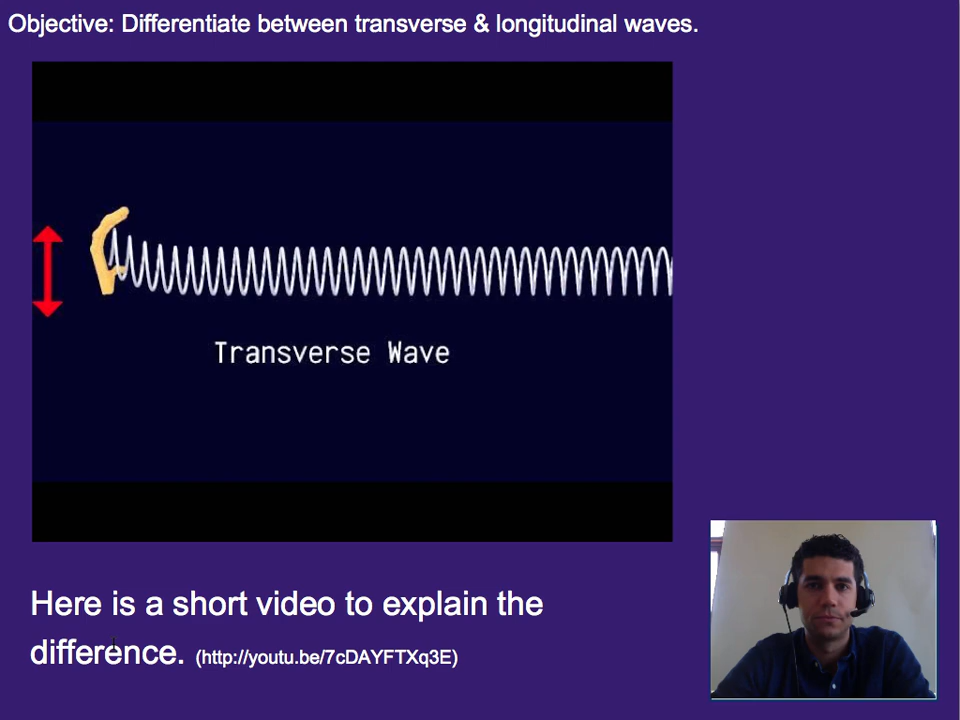 Objective: Differentiate between transverse & longitudinal waves.
Transverse Wave
Here is a short video to explain the
difference. (http://youtu.be/7cDAYFTXq3E)